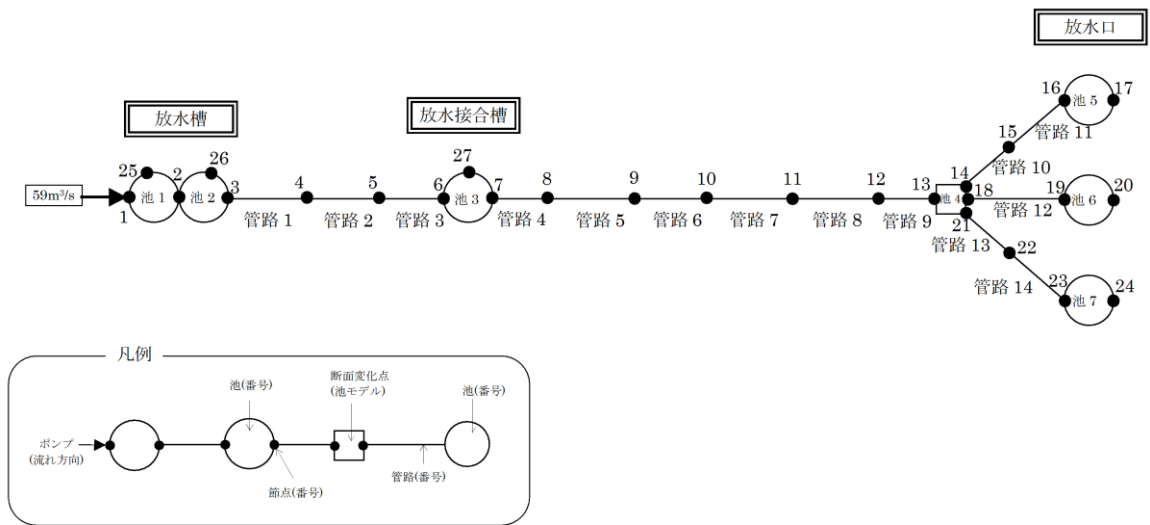 放水口
放水槽
放水接合槽
16
池 5
17
15
管路 11
管路 10
14
25
2
26
27
59m³/s
1
池 1
池 2
3
4
5
6
池 3
7
8
9
10
11
12
13
池 4
18
19
池 6
20
管路 1
管路 2
管路 3
管路 4
管路 5
管路 6
管路 7
管路 8
管路 9
21
管路 12
管路 13
22
管路 14
23
池 7
24
凡例
池(番号)
断面変化点
(池モデル)
池(番号)
ポンプ
(流れ方向)
節点(番号)
管路(番号)